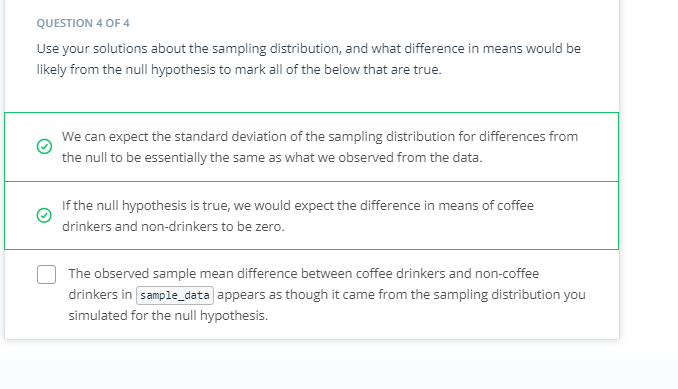 QUESTION 4 OF 4
Use your solutions about the sampling distribution, and what difference in means would be
likely from the null hypothesis to mark all of the below that are true.
We can expect the standard deviation of the sampling distribution for differences from
the null to be essentially the same as what we observed from the data.
If the null hypothesis is true, we would expect the difference in means of coffee
drinkers and non-drinkers to be zero.
The observed sample mean difference between coffee drinkers and non-coffee
drinkers in sample_data appears as though it came from the sampling distribution you
simulated for the null hypothesis.